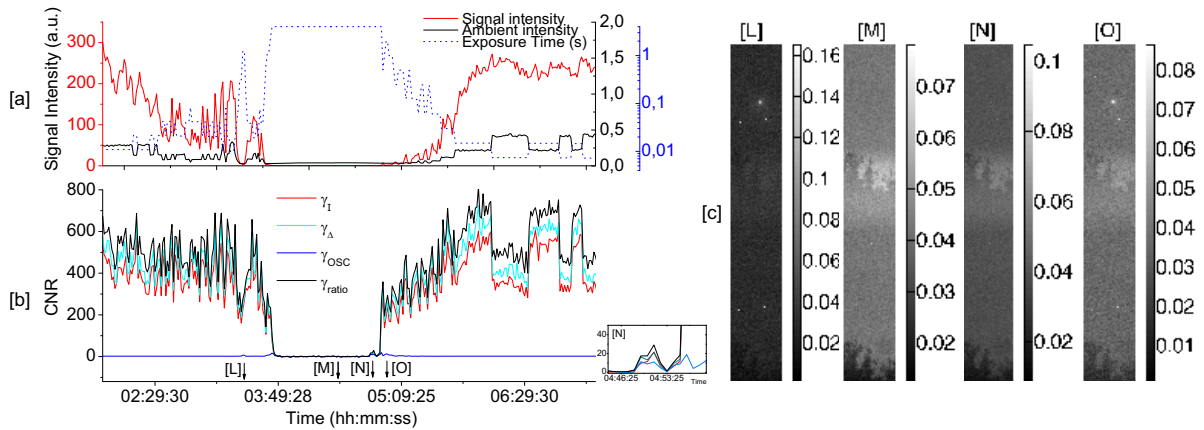 [a]
Signal Intensity (a.u.)
300
200
100
0
Signal intensity
Ambient intensity
Exposure Time (s)
2,0
1,5
1,0
0,5
0,0
1
0,1
0,01
[b]
CNR
800
600
400
200
0
γI
γΔ
γOSC
γratio
[L]
[M]
[N]
[O]
02:29:30
03:49:28
05:09:25
06:29:30
Time (hh:mm:ss)
[N]
40
20
0
04:46:25
04:53:25
Time
[c]
[L]
0.16
0.14
0.12
0.1
0.08
0.06
0.04
0.02
[M]
0.07
0.06
0.05
0.04
0.03
0.02
[N]
0.1
0.08
0.06
0.04
0.02
[O]
0.08
0.07
0.06
0.05
0.04
0.03
0.02
0.01